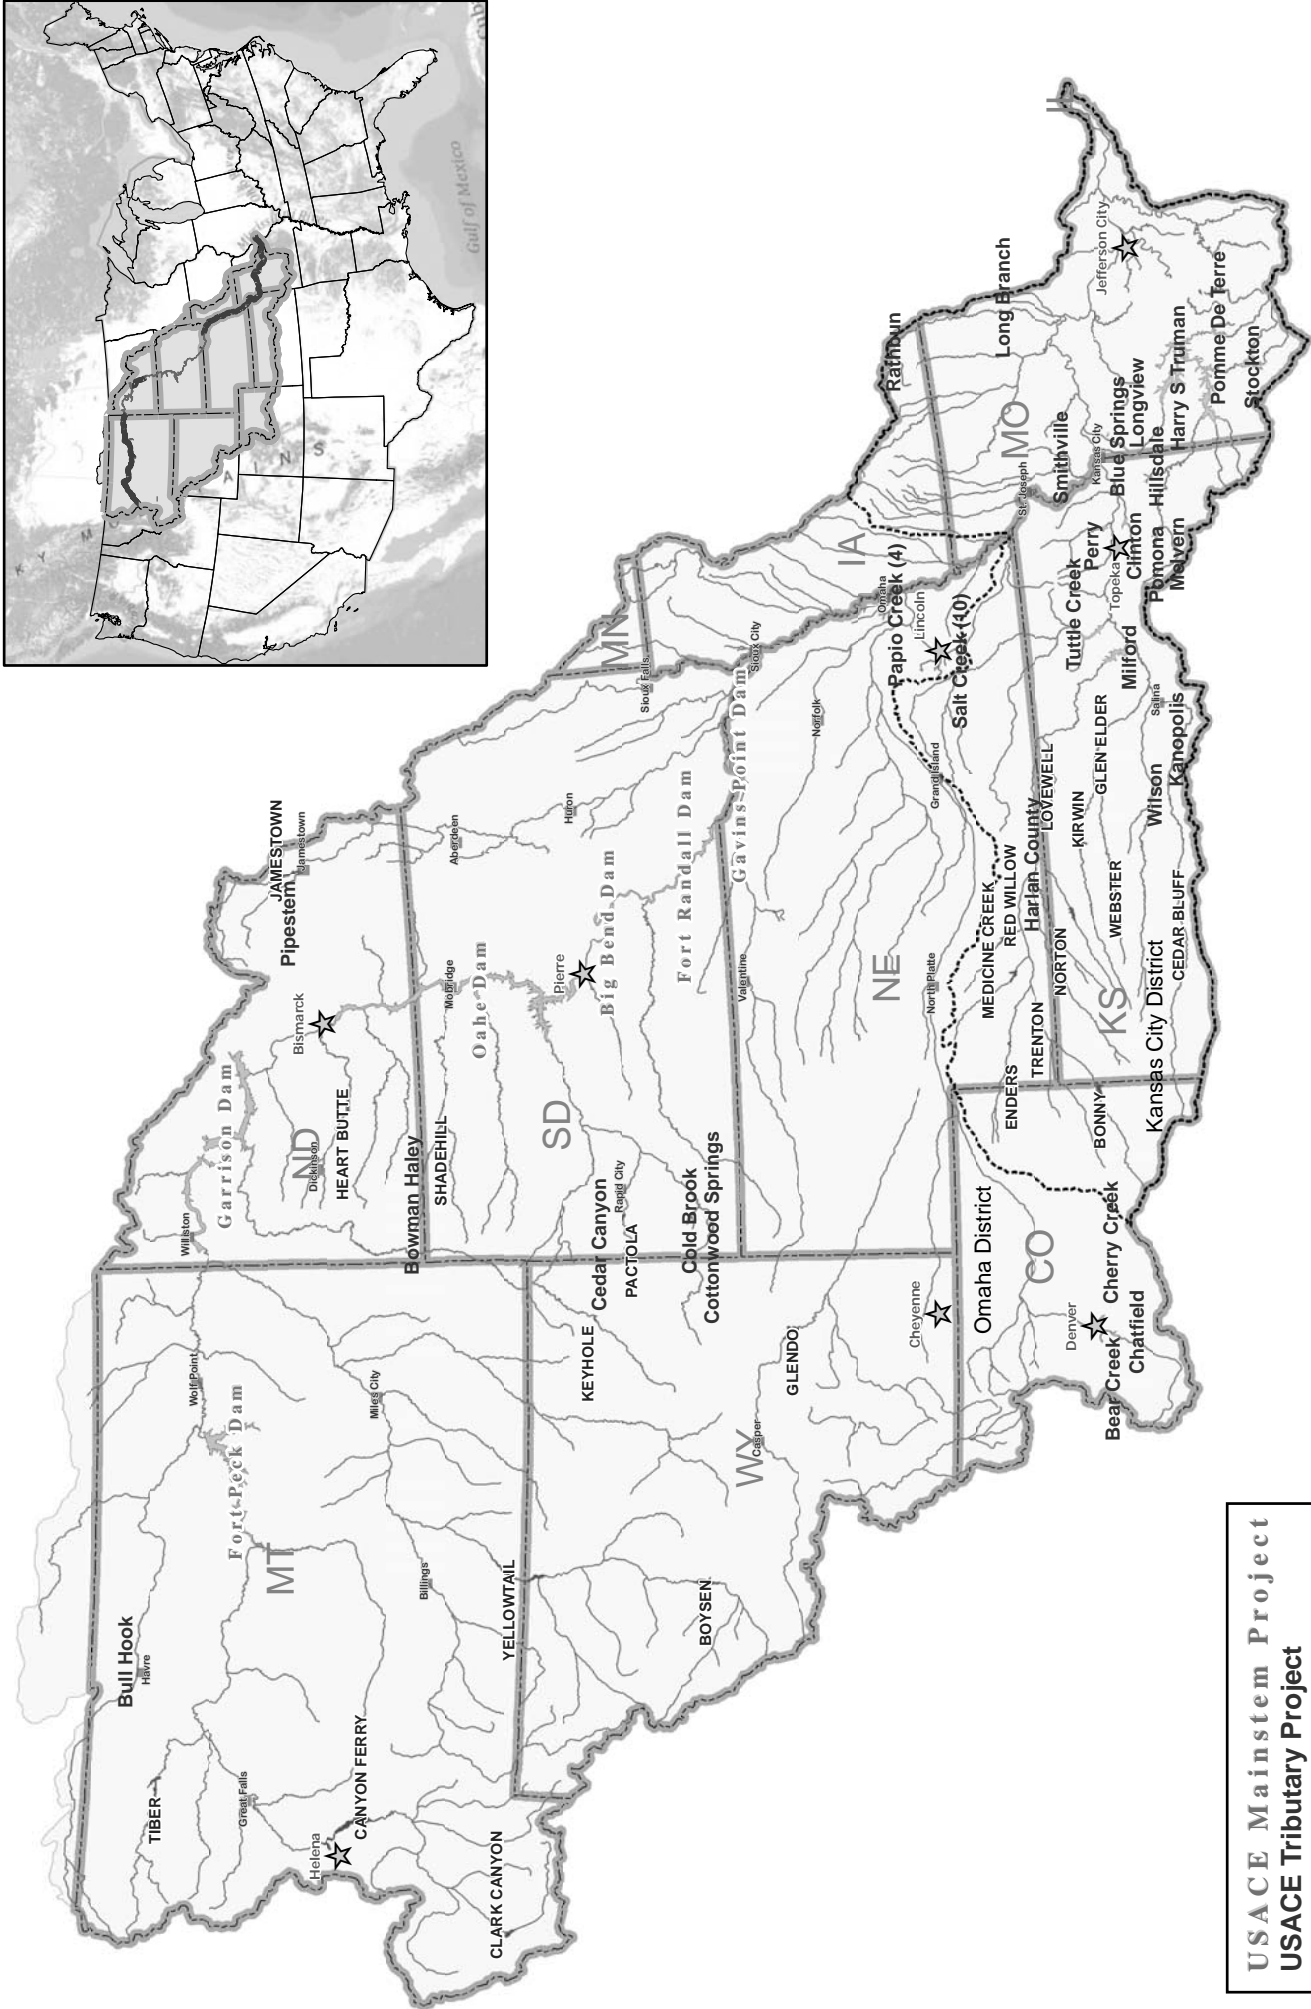 Gulf of Mexico
K Y
M
A I N S
USACE Mainstem Project
USACE Tributary Project
Bull Hook
Havre
TIBER
Great Falls
Helena
CANYON FERRY
CLARK CANYON
MT
Fort Peck Dam
Wolf Point
Miles City
Billings
YELLOWTAIL
BOYSEN
WY
Casper
KEYHOLE
GLENDO
Cheyenne
Williston
Garrison Dam
ND
Dickinson
HEART BUTTE
Bismarck
Pipestem
JAMESTOWN
Jamestown
Bowman Haley
SHADEHILL
Mobridge
Oahe Dam
Aberdeen
Huron
Pierre
Big Bend Dam
SD
Cedar Canyon
Rapid City
PACTOLA
Cold Brook
Cottonwood Springs
Fort Randall Dam
Gavins Point Dam
Valentine
MN
Sioux Falls
Sioux City
Norfolk
NE
North Platte
Grand Island
IA
Omaha
Papio Creek (4)
Lincoln
Salt Creek (10)
MEDICINE CREEK
RED WILLOW
Harlan County
LOVEWELL
ENDERS
TRENTON
NORTON
KIRWIN
GLEN ELDER
WEBSTER
KS
BONNY
Kansas City District
CEDAR BLUFF
Wilson
Kanopolis
Salina
Milford
Tuttle Creek
Perry
Topeka
Clinton
Pomona
Melvern
Hillsdale
Omaha District
CO
Denver
Cherry Creek
Bear Creek
Chatfield
Rathbun
Long Branch
MO
St. Joseph
Smithville
Kansas City
Blue Springs
Longview
Harry S Truman
Pomme De Terre
Stockton
Jefferson City
IL